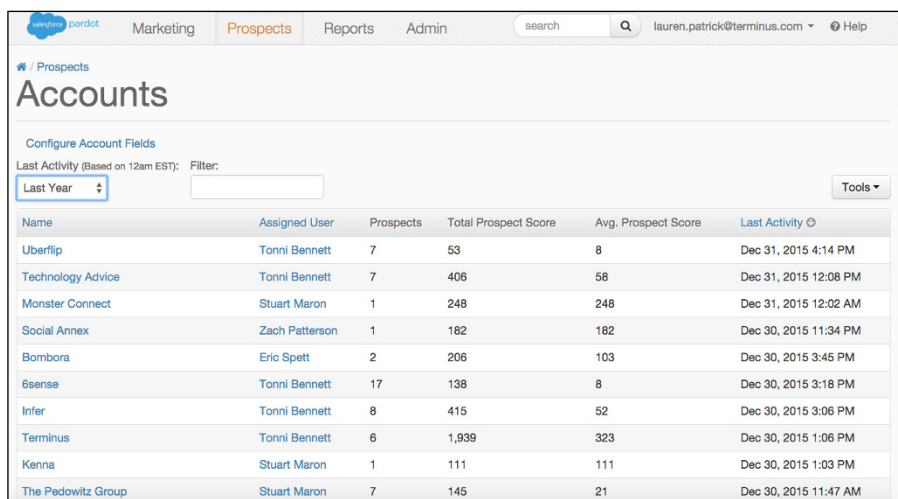 salesforce pardot Marketing Prospects Reports Admin search lauren.patrick@terminus.com Help
/ Prospects
Accounts
Configure Account Fields
Last Activity (Based on 12am EST): Filter:
Last Year Tools
Name Assigned User Prospects Total Prospect Score Avg. Prospect Score Last Activity
Uberflip Tonni Bennett 7 53 8 Dec 31, 2015 4:14 PM
Technology Advice Tonni Bennett 7 406 58 Dec 31, 2015 12:08 PM
Monster Connect Stuart Maron 1 248 248 Dec 31, 2015 12:02 AM
Social Annex Zach Patterson 1 182 182 Dec 30, 2015 11:34 PM
Bombora Eric Spett 2 206 103 Dec 30, 2015 3:45 PM
6sense Tonni Bennett 17 138 8 Dec 30, 2015 3:18 PM
Infer Tonni Bennett 8 415 52 Dec 30, 2015 3:06 PM
Terminus Tonni Bennett 6 1,939 323 Dec 30, 2015 1:06 PM
Kenna Stuart Maron 1 111 111 Dec 30, 2015 1:03 PM
The Pedowitz Group Stuart Maron 7 145 21 Dec 30, 2015 11:47 AM